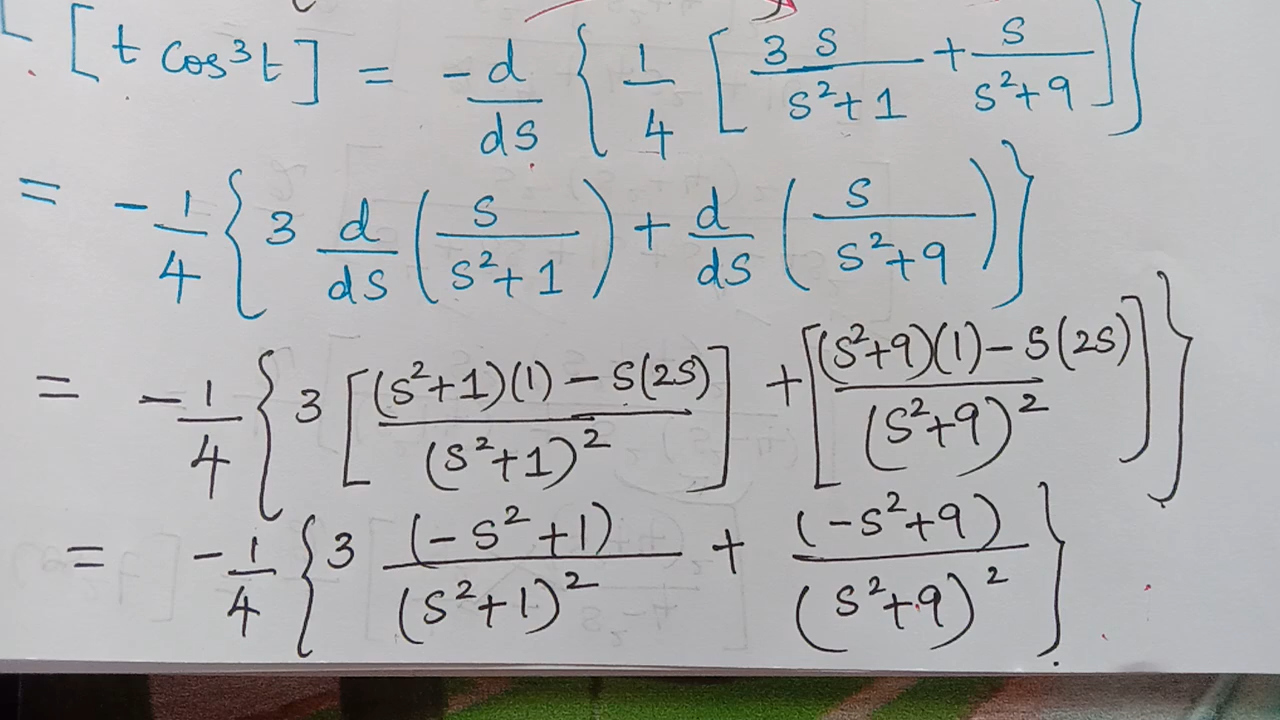 [t cos³t] = -d/ds { 1/4 [ 3s/(s²+1) + s/(s²+9) ] }
= -1/4 { 3 d/ds ( s/(s²+1) ) + d/ds ( s/(s²+9) ) }
= -1/4 { 3 [ (s²+1)(1) - s(2s) / (s²+1)² ] + [ (s²+9)(1) - s(2s) / (s²+9)² ] }
= -1/4 { 3 (-s²+1)/(s²+1)² + (-s²+9)/(s²+9)² }.